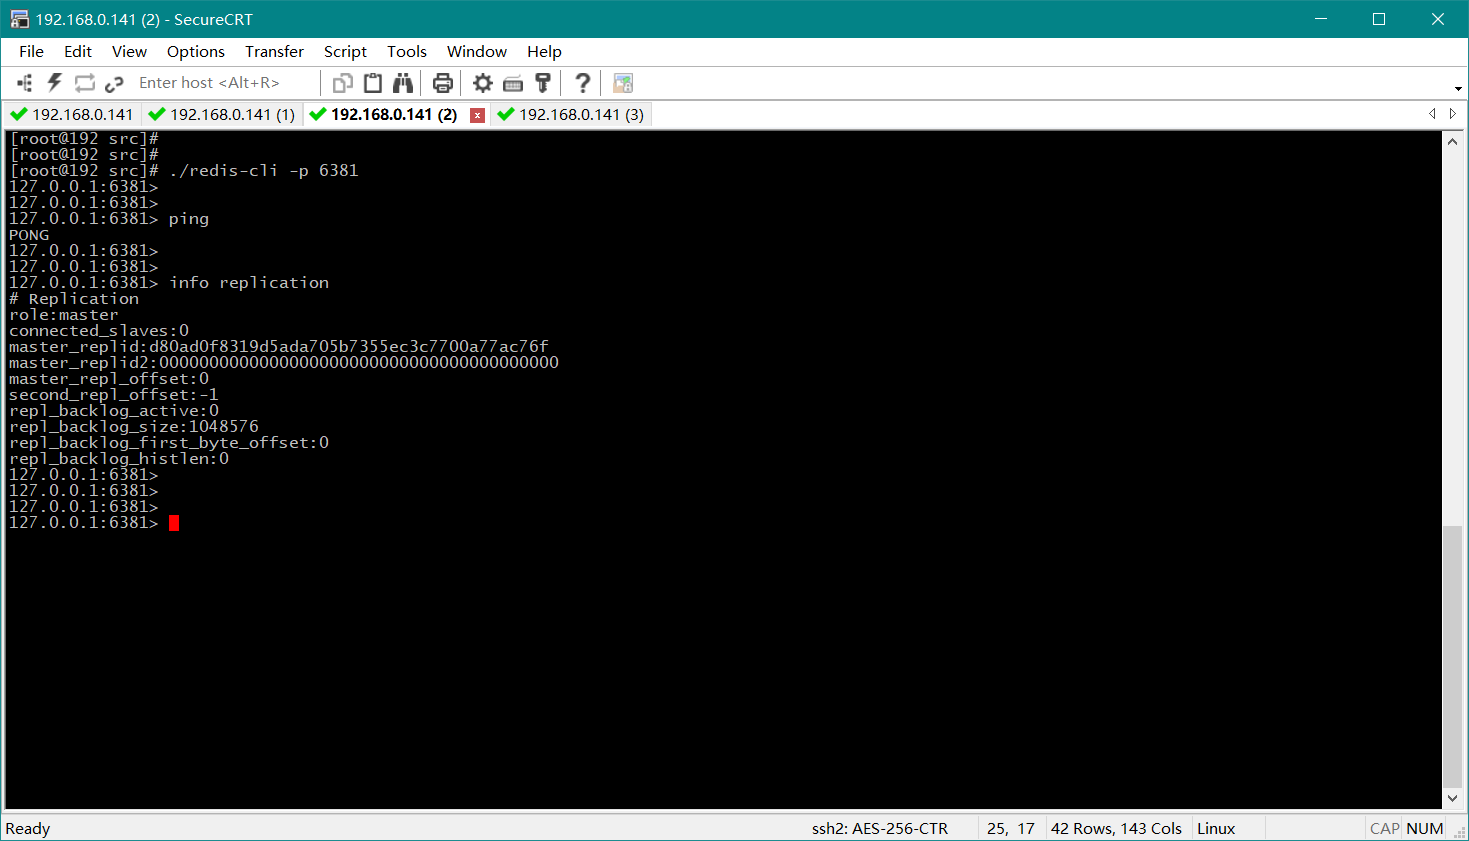 192.168.0.141 (2) - SecureCRT
File Edit View Options Transfer Script Tools Window Help
Enter host <Alt+R>
192.168.0.141 192.168.0.141 (1) 192.168.0.141 (2) 192.168.0.141 (3)
[root@192 src]#
[root@192 src]#
[root@192 src]# ./redis-cli -p 6381
127.0.0.1:6381>
127.0.0.1:6381>
127.0.0.1:6381> ping
PONG
127.0.0.1:6381>
127.0.0.1:6381>
127.0.0.1:6381> info replication
# Replication
role:master
connected_slaves:0
master_replid:d80ad0f8319d5ada705b7355ec3c7700a77ac76f
master_replid2:0000000000000000000000000000000000000000
master_repl_offset:0
second_repl_offset:-1
repl_backlog_active:0
repl_backlog_size:1048576
repl_backlog_first_byte_offset:0
repl_backlog_histlen:0
127.0.0.1:6381>
127.0.0.1:6381>
127.0.0.1:6381>
127.0.0.1:6381>
Ready ssh2: AES-256-CTR 25, 17 42 Rows, 143 Cols Linux CAP NUM